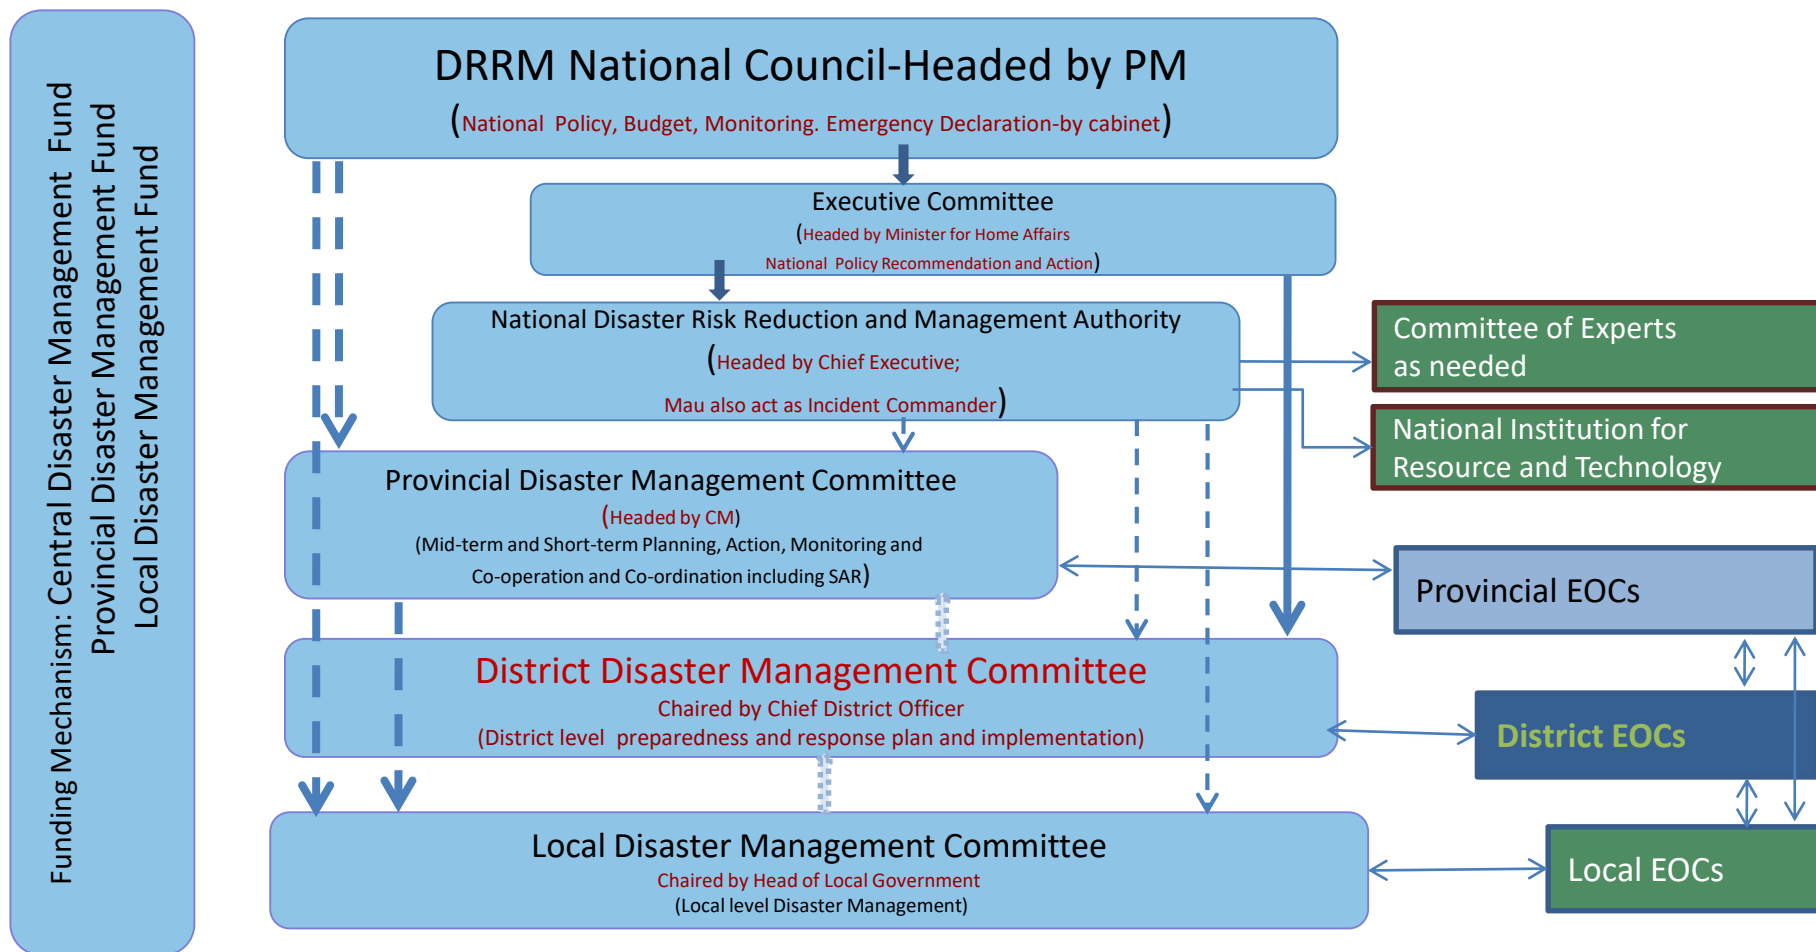 Funding Mechanism: Central Disaster Management Fund
Provincial Disaster Management Fund
Local Disaster Management Fund
DRRM National Council-Headed by PM
(National Policy, Budget, Monitoring. Emergency Declaration-by cabinet)
Executive Committee
(Headed by Minister for Home Affairs
National Policy Recommendation and Action)
National Disaster Risk Reduction and Management Authority
(Headed by Chief Executive;
Mau also act as Incident Commander)
Committee of Experts
as needed
National Institution for
Resource and Technology
Provincial Disaster Management Committee
(Headed by CM)
(Mid-term and Short-term Planning, Action, Monitoring and
Co-operation and Co-ordination including SAR)
Provincial EOCs
District Disaster Management Committee
Chaired by Chief District Officer
(District level preparedness and response plan and implementation)
District EOCs
Local Disaster Management Committee
Chaired by Head of Local Government
(Local level Disaster Management)
Local EOCs